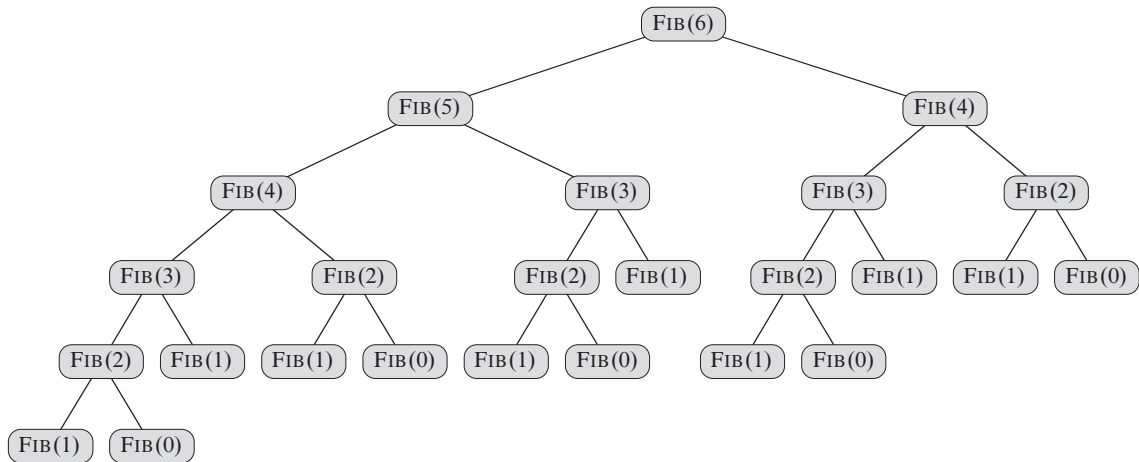 FIB(6)
FIB(5) FIB(4)
FIB(4) FIB(3) FIB(3) FIB(2)
FIB(3) FIB(2) FIB(2) FIB(1) FIB(2) FIB(1) FIB(1) FIB(0)
FIB(2) FIB(1) FIB(1) FIB(0) FIB(1) FIB(0) FIB(1) FIB(0)
FIB(1) FIB(0)